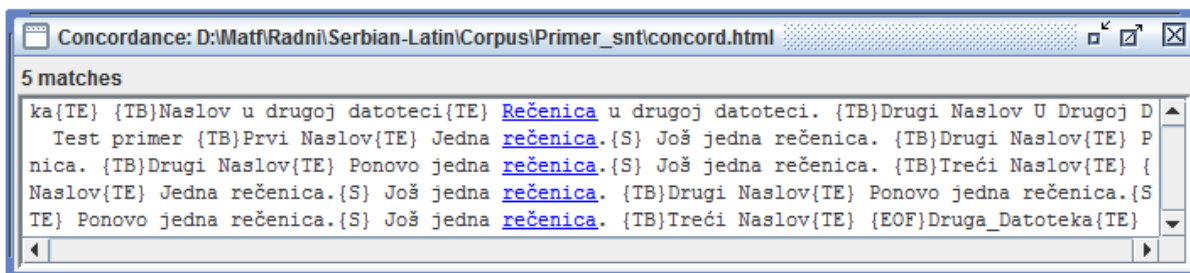 Concordance: D:\Matf\Radni\Serbian-Latin\Corpus\Primer_snt\concord.html
5 matches
ka{TE} {TB}Naslov u drugoj datoteci{TE} Rečenica u drugoj datoteci. {TB}Drugi Naslov U Drugoj D
Test primer {TB}Prvi Naslov{TE} Jedna rečenica.{S} Još jedna rečenica. {TB}Drugi Naslov{TE} P
nica. {TB}Drugi Naslov{TE} Ponovo jedna rečenica.{S} Još jedna rečenica. {TB}Treći Naslov{TE} {
Naslov{TE} Jedna rečenica.{S} Još jedna rečenica. {TB}Drugi Naslov{TE} Ponovo jedna rečenica.{S
TE} Ponovo jedna rečenica.{S} Još jedna rečenica. {TB}Treći Naslov{TE} {EOF}Druga_Datoteka{TE}